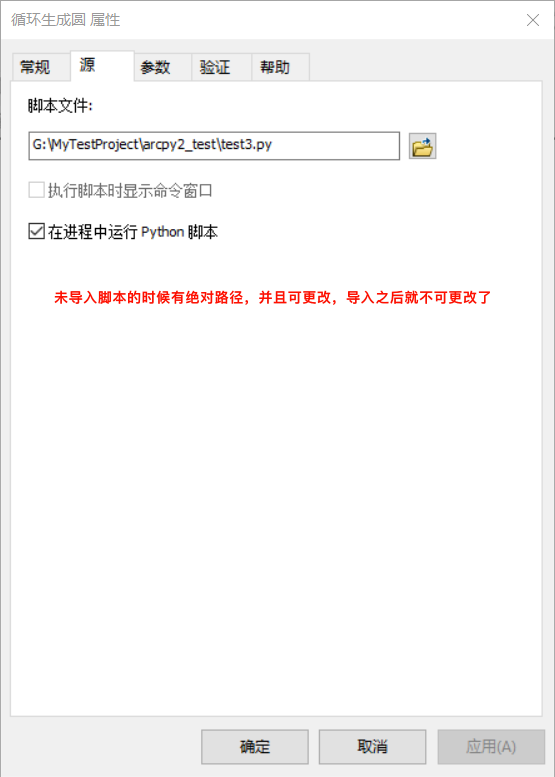 循环生成圆 属性
常规 源 参数 验证 帮助
脚本文件:
G:\MyTestProject\arcpy2_test\test3.py
执行脚本时显示命令窗口
在进程中运行 Python 脚本
未导入脚本的时候有绝对路径，并且可更改，导入之后就不可更改了
确定 取消 应用(A)